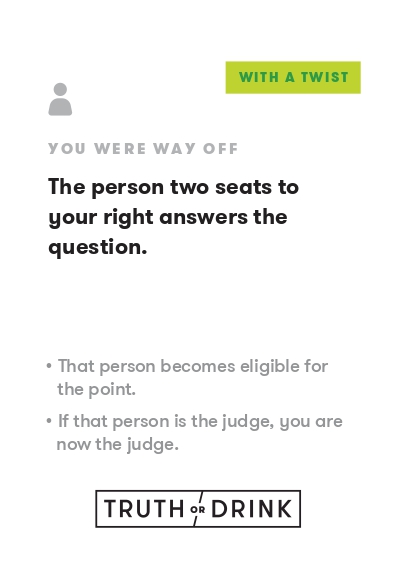 WITH A TWIST
YOU WERE WAY OFF
The person two seats to
your right answers the
question.
• That person becomes eligible for
the point.
• If that person is the judge, you are
now the judge.
TRUTH OR DRINK